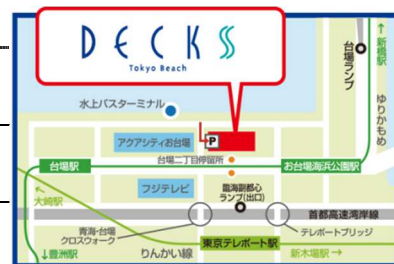 DECKS
Tokyo Beach
↑新橋駅
台場ランプ
ゆりかもめ
水上バスターミナル
P
アクアシティお台場
台場駅
台場二丁目停留所
お台場海浜公園駅
フジテレビ
臨海副都心
ランプ(出口)
↖大崎駅
首都高速湾岸線
青海・台場
クロスウォーク
テレポートブリッジ
東京テレポート駅
↓豊洲駅
りんかい線
新木場駅→